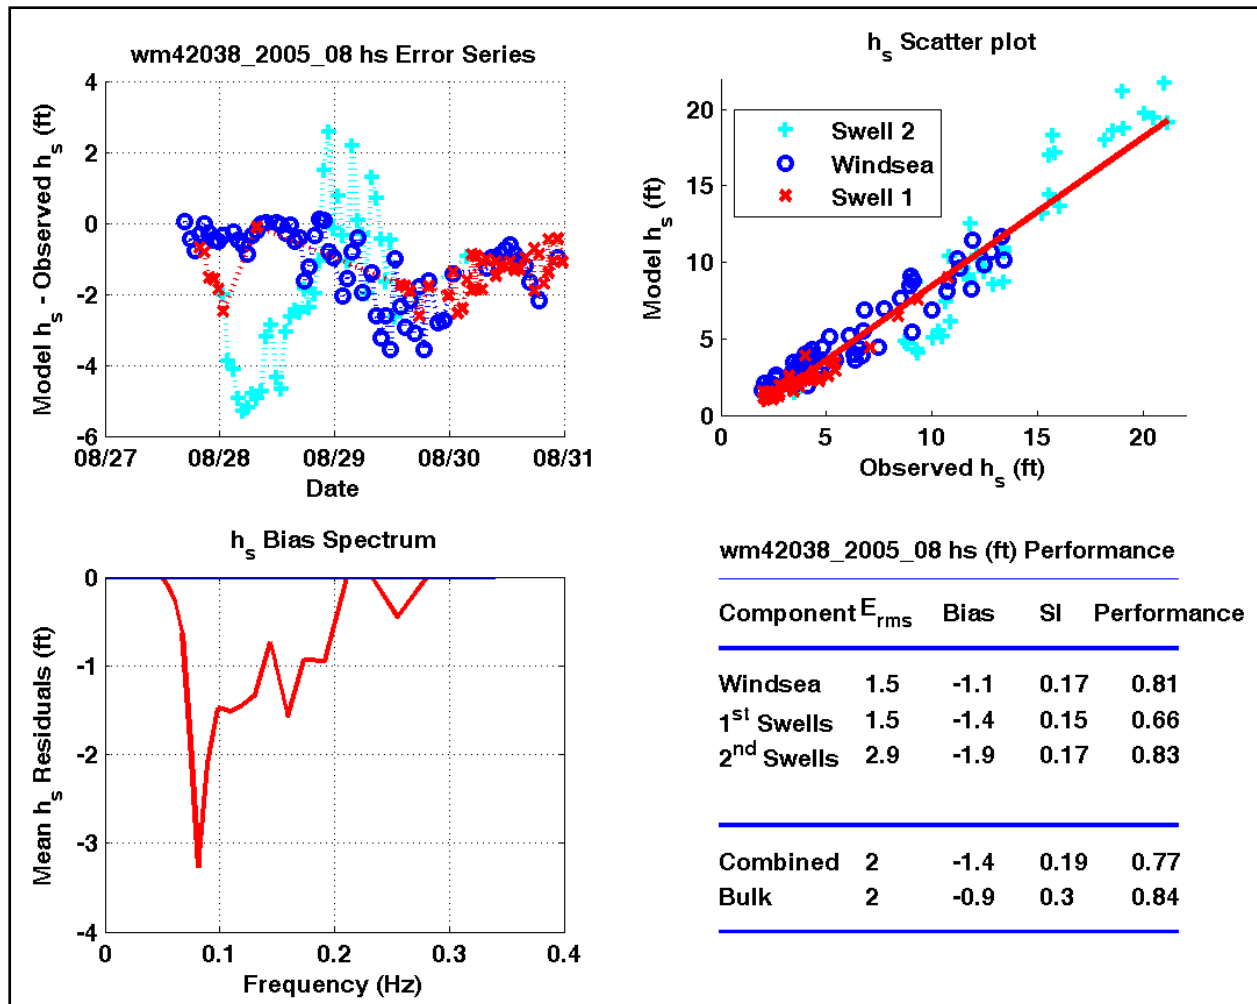 wm42038_2005_08 hs Error Series
4
2
0
-2
-4
-6
08/27 08/28 08/29 08/30 08/31
Date
Model hs - Observed hs (ft)
hs Scatter plot
Swell 2
Windsea
Swell 1
20
15
10
5
0
0 5 10 15 20
Observed hs (ft)
Model hs (ft)
hs Bias Spectrum
0
-1
-2
-3
-4
0 0.1 0.2 0.3 0.4
Frequency (Hz)
Mean hs Residuals (ft)
wm42038_2005_08 hs (ft) Performance
Component Erms Bias SI Performance
Windsea 1.5 -1.1 0.17 0.81
1st Swells 1.5 -1.4 0.15 0.66
2nd Swells 2.9 -1.9 0.17 0.83
Combined 2 -1.4 0.19 0.77
Bulk 2 -0.9 0.3 0.84